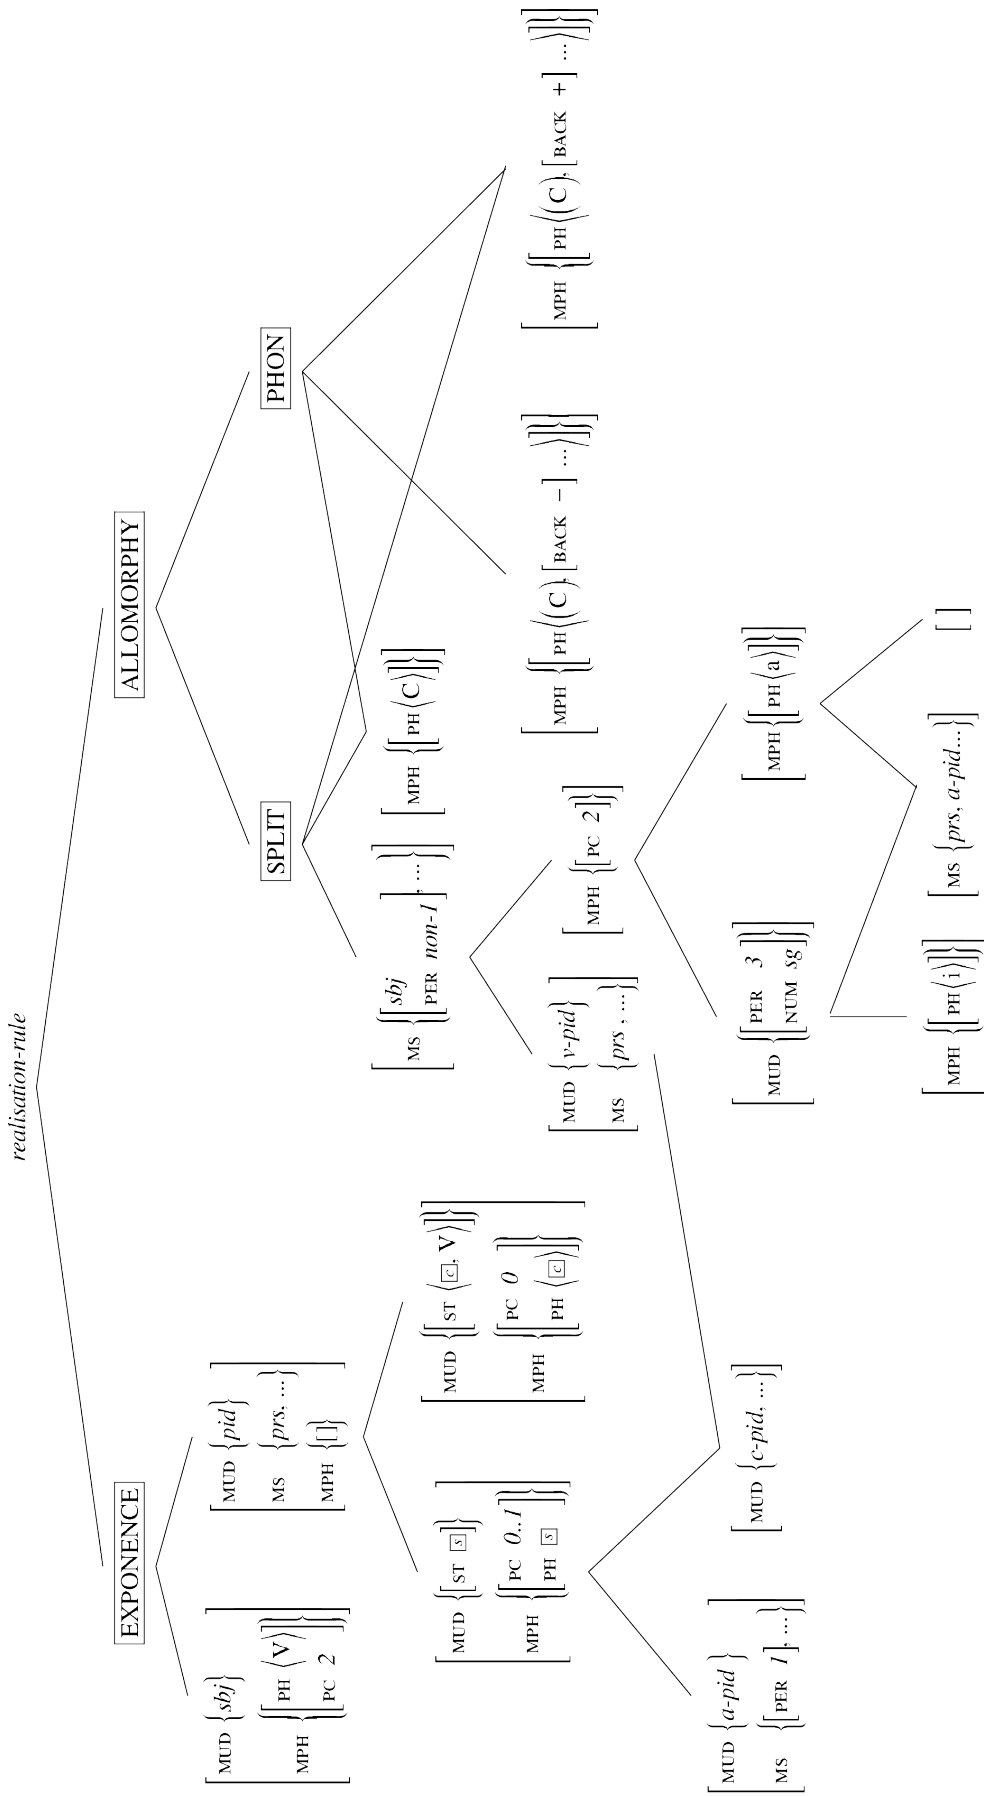 realisation-rule
EXPONENCE
ALLOMORPHY
SPLIT
PHON
[MUD {sbj}
MPH {[PH ⟨V⟩
PC 2]}]
[MUD {pid}
MS {prs, ...}
MPH {[]}]
[MS {[sbj
PER non-1], ...}]
[MPH {[PH ⟨C⟩]}]
[MUD {[ST [s]]}
MPH {[PC 0..1
PH [s]]}]
[MUD {[ST ⟨[c], V⟩]}
MPH {[PC 0
PH ⟨[c]⟩]}]
[MUD {v-pid}
MS {prs, ...}]
[MPH {[PC 2]}]
[MPH {[PH ⟨(C), [BACK −] ...⟩]}]
[MPH {[PH ⟨(C), [BACK +] ...⟩]}]
[MUD {a-pid}
MS {[PER 1], ...}]
[MUD {c-pid, ...}]
[MUD {[PER 3
NUM sg]}]
[MPH {[PH ⟨a⟩]}]
[MPH {[PH ⟨i⟩]}]
[MS {prs, a-pid...}]
[]